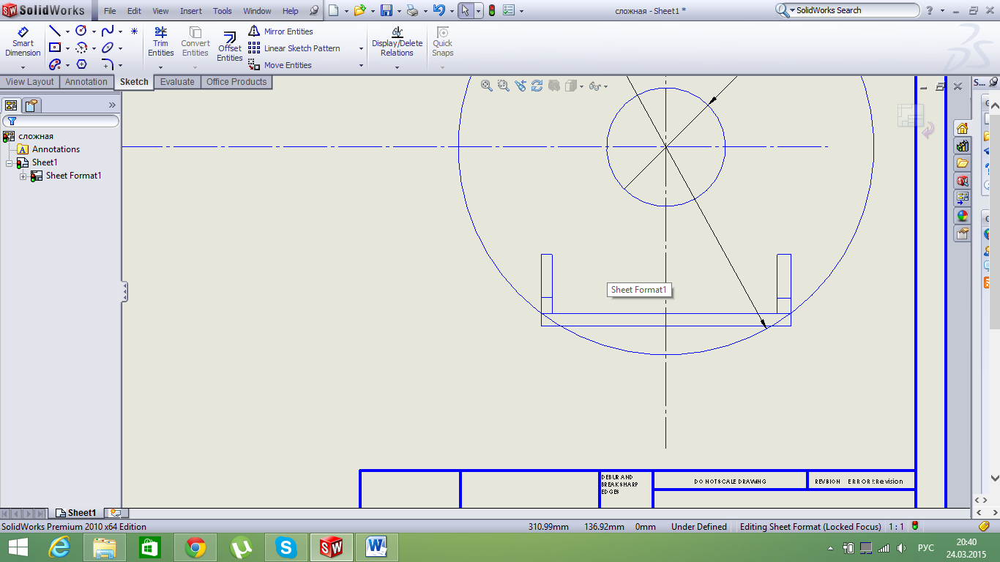 SolidWorks File Edit View Insert Tools Window Help сложная - Sheet1 * SolidWorks Search ?
Smart Dimension
Trim Entities
Convert Entities
Offset Entities
Mirror Entities
Linear Sketch Pattern
Move Entities
Display/Delete Relations
Quick Snaps
View Layout Annotation Sketch Evaluate Office Products
S...
сложная
Annotations
Sheet1
Sheet Format1
Sheet Format1
DEBUR AND
BREAK SHARP
EDGES
DO NOT SCALE DRAWING
REVISION ERROR!:Revision
Sheet1
SolidWorks Premium 2010 x64 Edition 310.99mm 136.92mm 0mm Under Defined Editing Sheet Format (Locked Focus) 1 : 1
РУС
20:40
24.03.2015